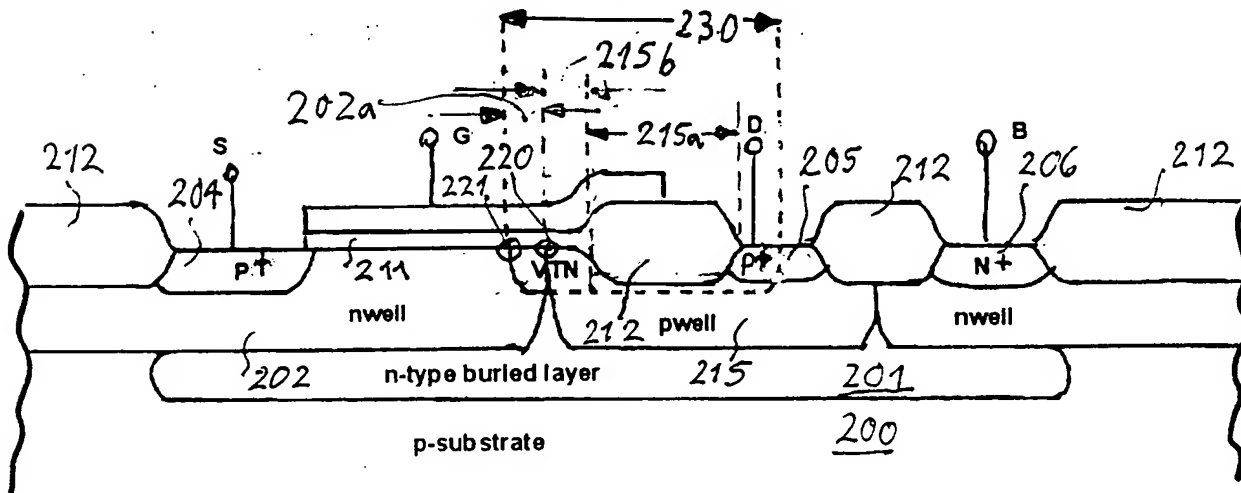 230
215b
202a
215a
S
G
D
B
212
204
221
220
205
212
206
212
P+
211
VTN
P+
N+
nwell
212
pwell
nwell
202
n-type buried layer
215
201
p-substrate
200